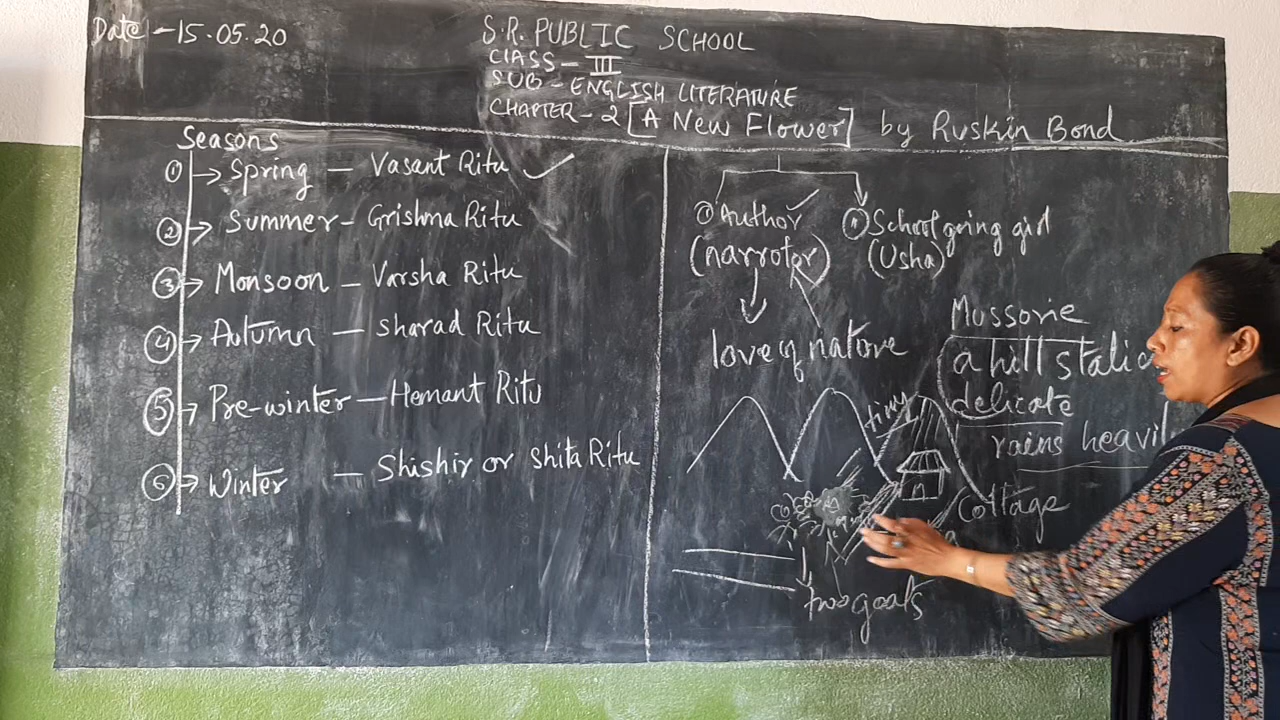 Date - 15.05.20
S.R. PUBLIC SCHOOL
CLASS - III
SUB - ENGLISH LITERATURE
CHAPTER - 2 [A New Flower] by Ruskin Bond
Seasons
① → Spring - Vasant Ritu ✓
② → Summer - Grishma Ritu
③ → Monsoon - Varsha Ritu
④ → Autumn - Sharad Ritu
⑤ → Pre-winter - Hemant Ritu
⑥ → Winter - Shishir or Shita Ritu
① Author ✓
(narrotor)
love of nature
School going girl
(Usha)
Mussorie
a hill static
delicate
rains heavil
tiny
Cottage
two goats